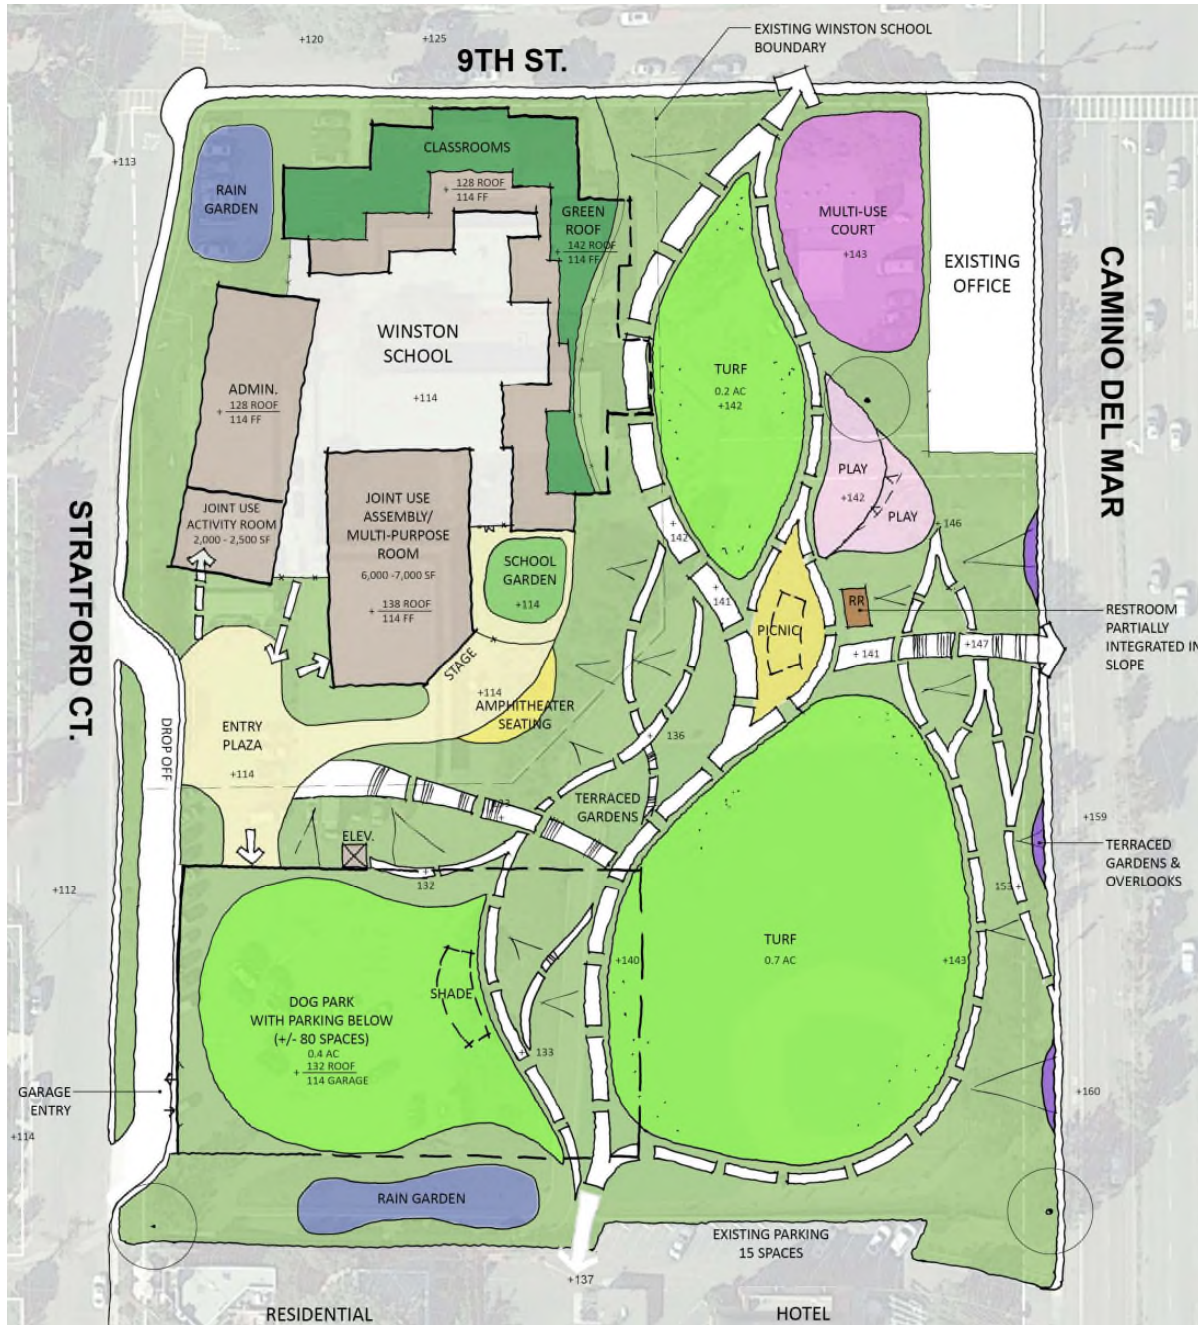 +120
+125
9TH ST.
EXISTING WINSTON SCHOOL
BOUNDARY
+113
RAIN
GARDEN
CLASSROOMS
128 ROOF
114 FF
GREEN
ROOF
+ 142 ROOF
114 FF
MULTI-USE
COURT
+143
EXISTING
OFFICE
CAMINO DEL MAR
WINSTON
SCHOOL
+114
TURF
0.2 AC
+142
ADMIN.
+ 128 ROOF
114 FF
PLAY
+142
PLAY
STRATFORD CT.
JOINT USE
ACTIVITY ROOM
2,000 - 2,500 SF
JOINT USE
ASSEMBLY/
MULTI-PURPOSE
ROOM
6,000 -7,000 SF
+ 138 ROOF
114 FF
SCHOOL
GARDEN
+114
+
142
146
+
141
RR
RESTROOM
PARTIALLY
INTEGRATED IN
SLOPE
PICNIC
+ 141
+147
STAGE
+114
AMPHITHEATER
SEATING
DROP OFF
ENTRY
PLAZA
+114
+ 136
TERRACED
GARDENS
ELEV.
+
132
+159
TERRACED
GARDENS &
OVERLOOKS
+112
153 +
TURF
0.7 AC
+140
+143
SHADE
DOG PARK
WITH PARKING BELOW
(+/- 80 SPACES)
0.4 AC
+ 132 ROOF
114 GARAGE
+ 133
GARAGE
ENTRY
+160
+114
RAIN GARDEN
EXISTING PARKING
15 SPACES
+137
RESIDENTIAL
HOTEL